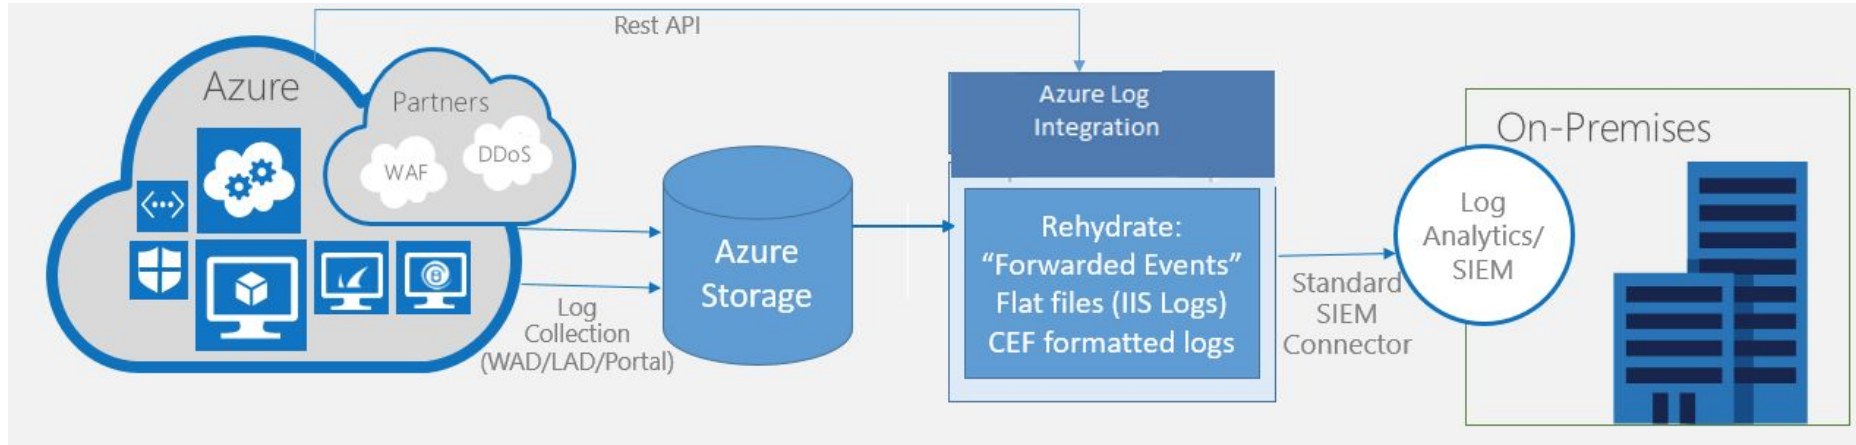 Rest API
Azure
Partners
WAF
DDoS
Log
Collection
(WAD/LAD/Portal)
Azure
Storage
Azure Log
Integration
Rehydrate:
“Forwarded Events”
Flat files (IIS Logs)
CEF formatted logs
Standard
SIEM
Connector
On-Premises
Log
Analytics/
SIEM